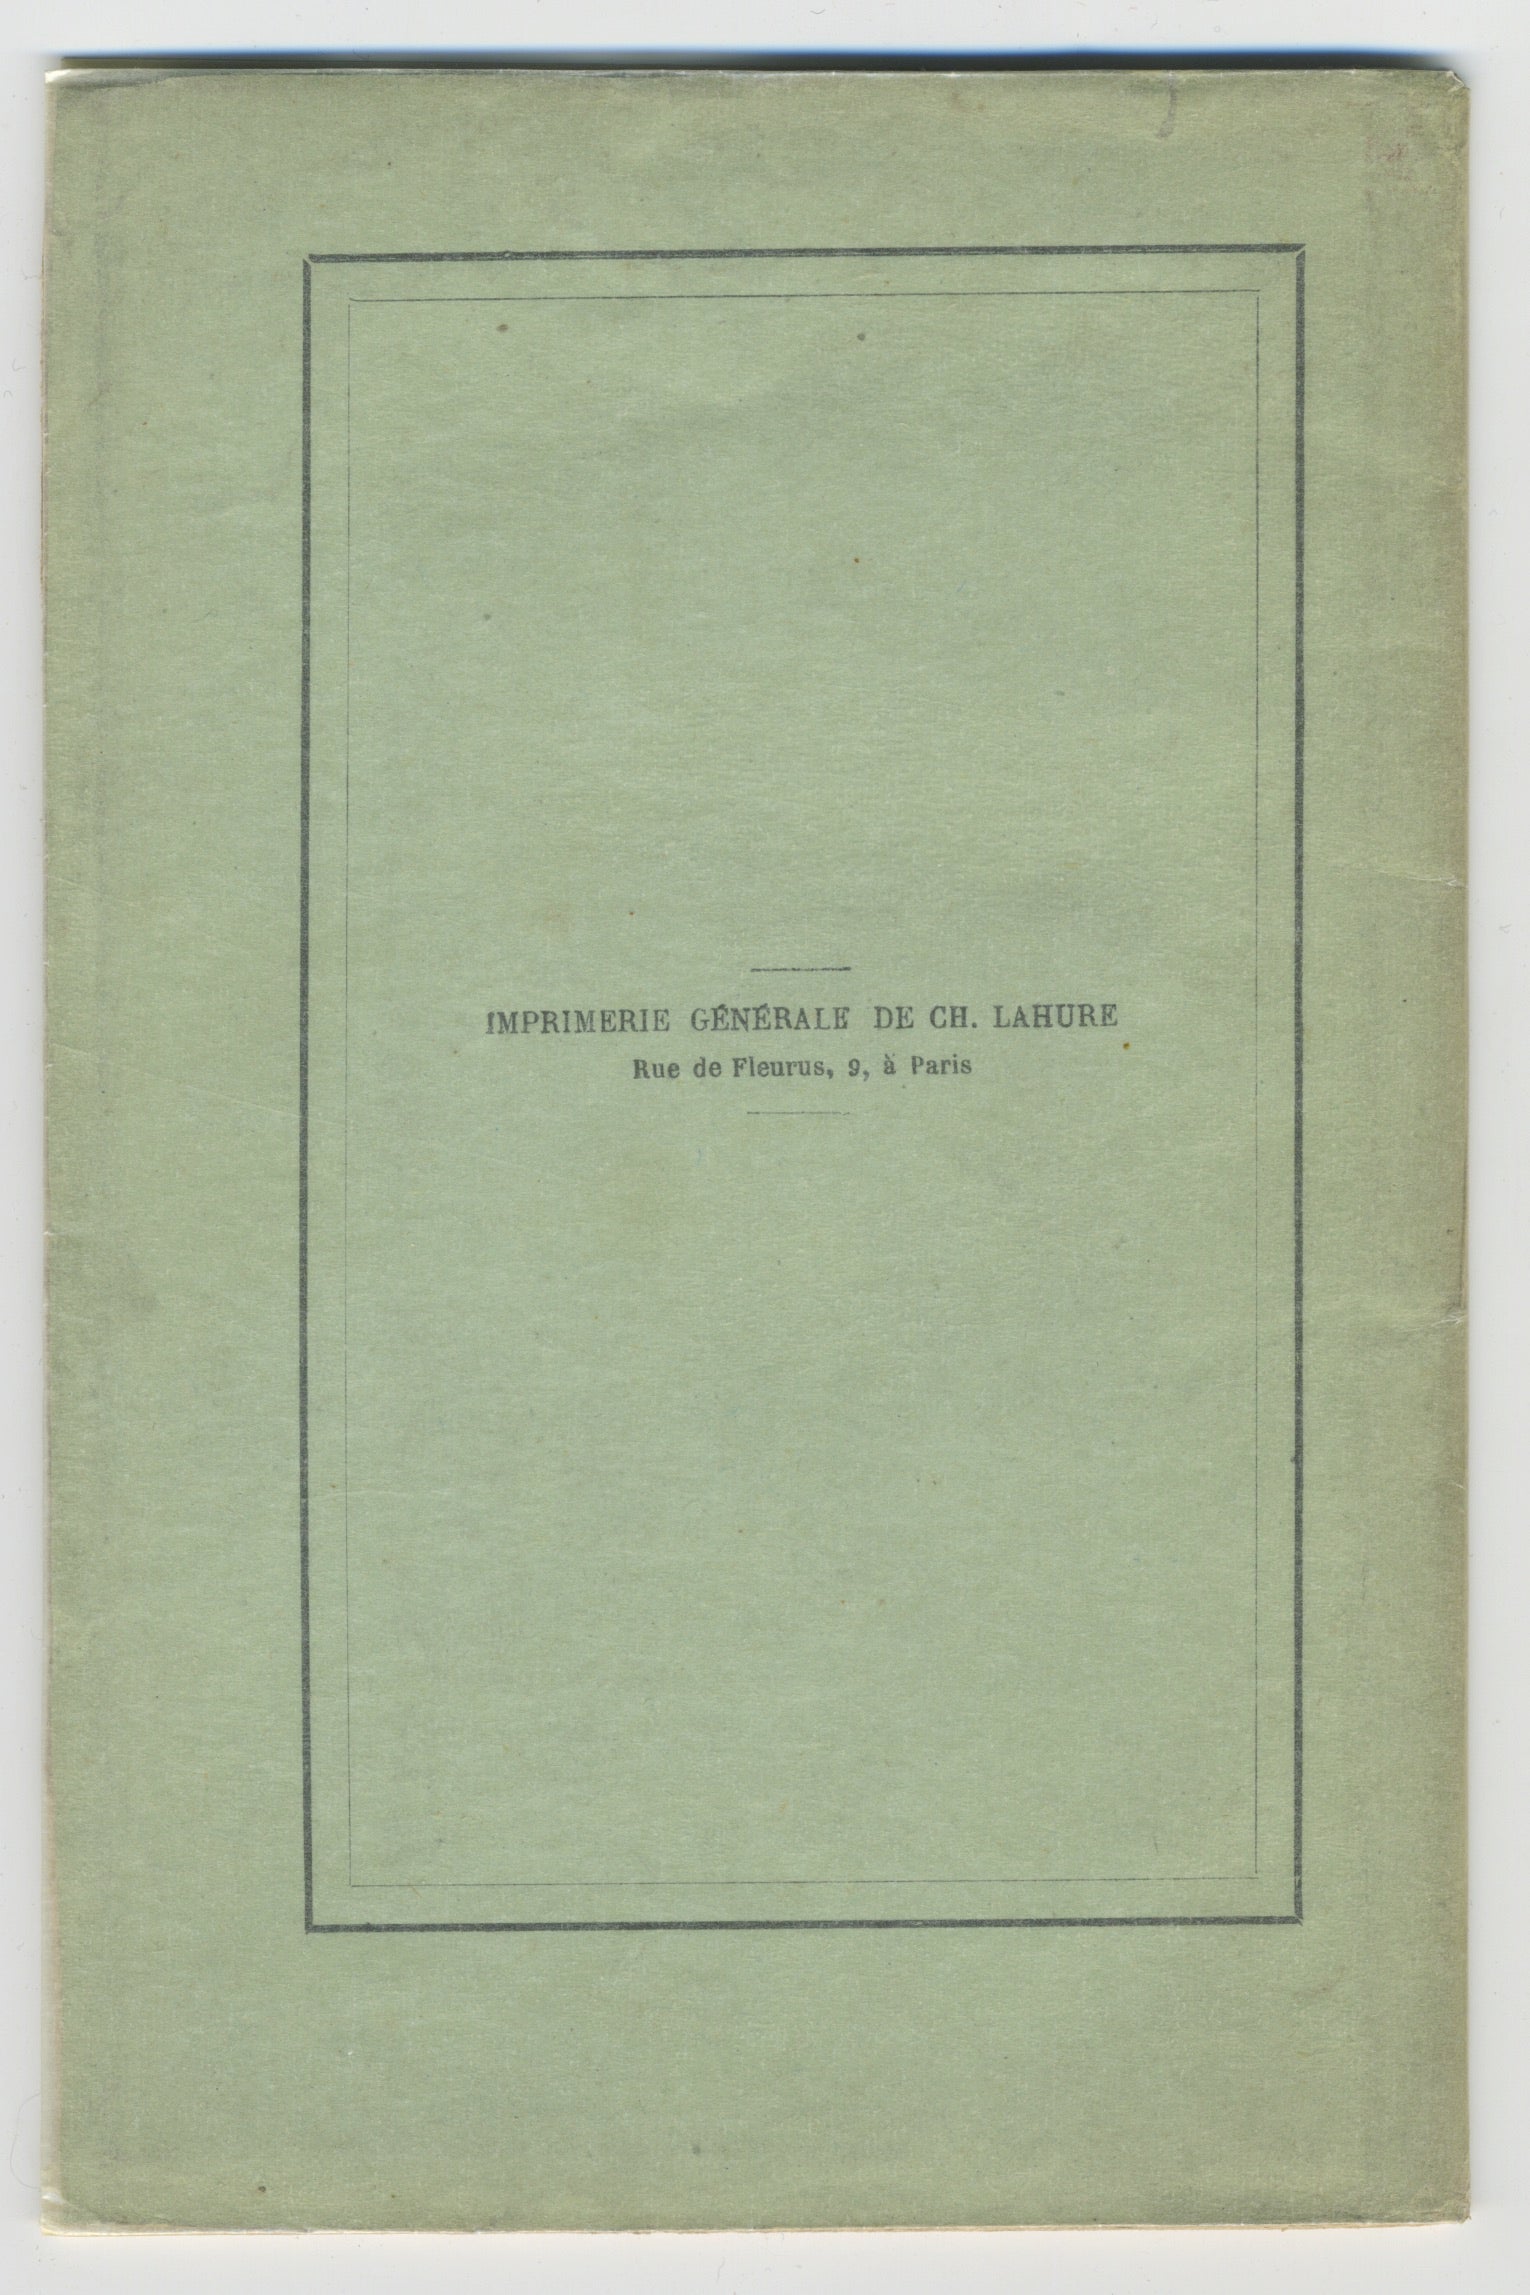 IMPRIMERIE GÉNÉRALE DE CH. LAHURE
Rue de Fleurus, 9, à Paris